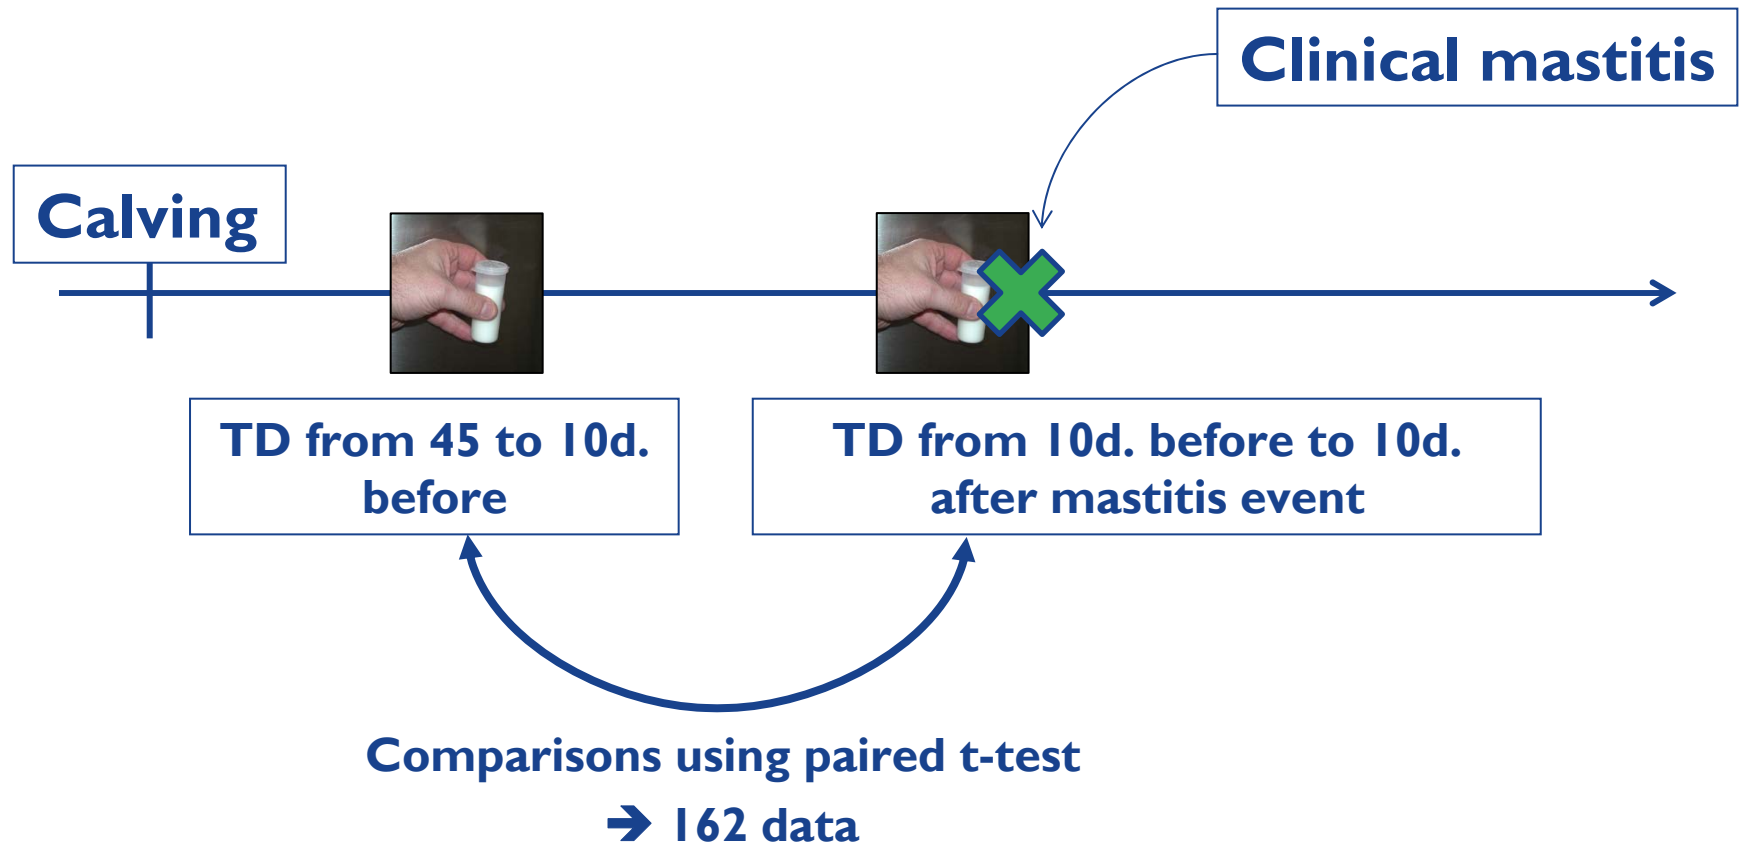 Clinical mastitis
Calving
TD from 45 to 10d.
before
TD from 10d. before to 10d.
after mastitis event
Comparisons using paired t-test
➔ 162 data